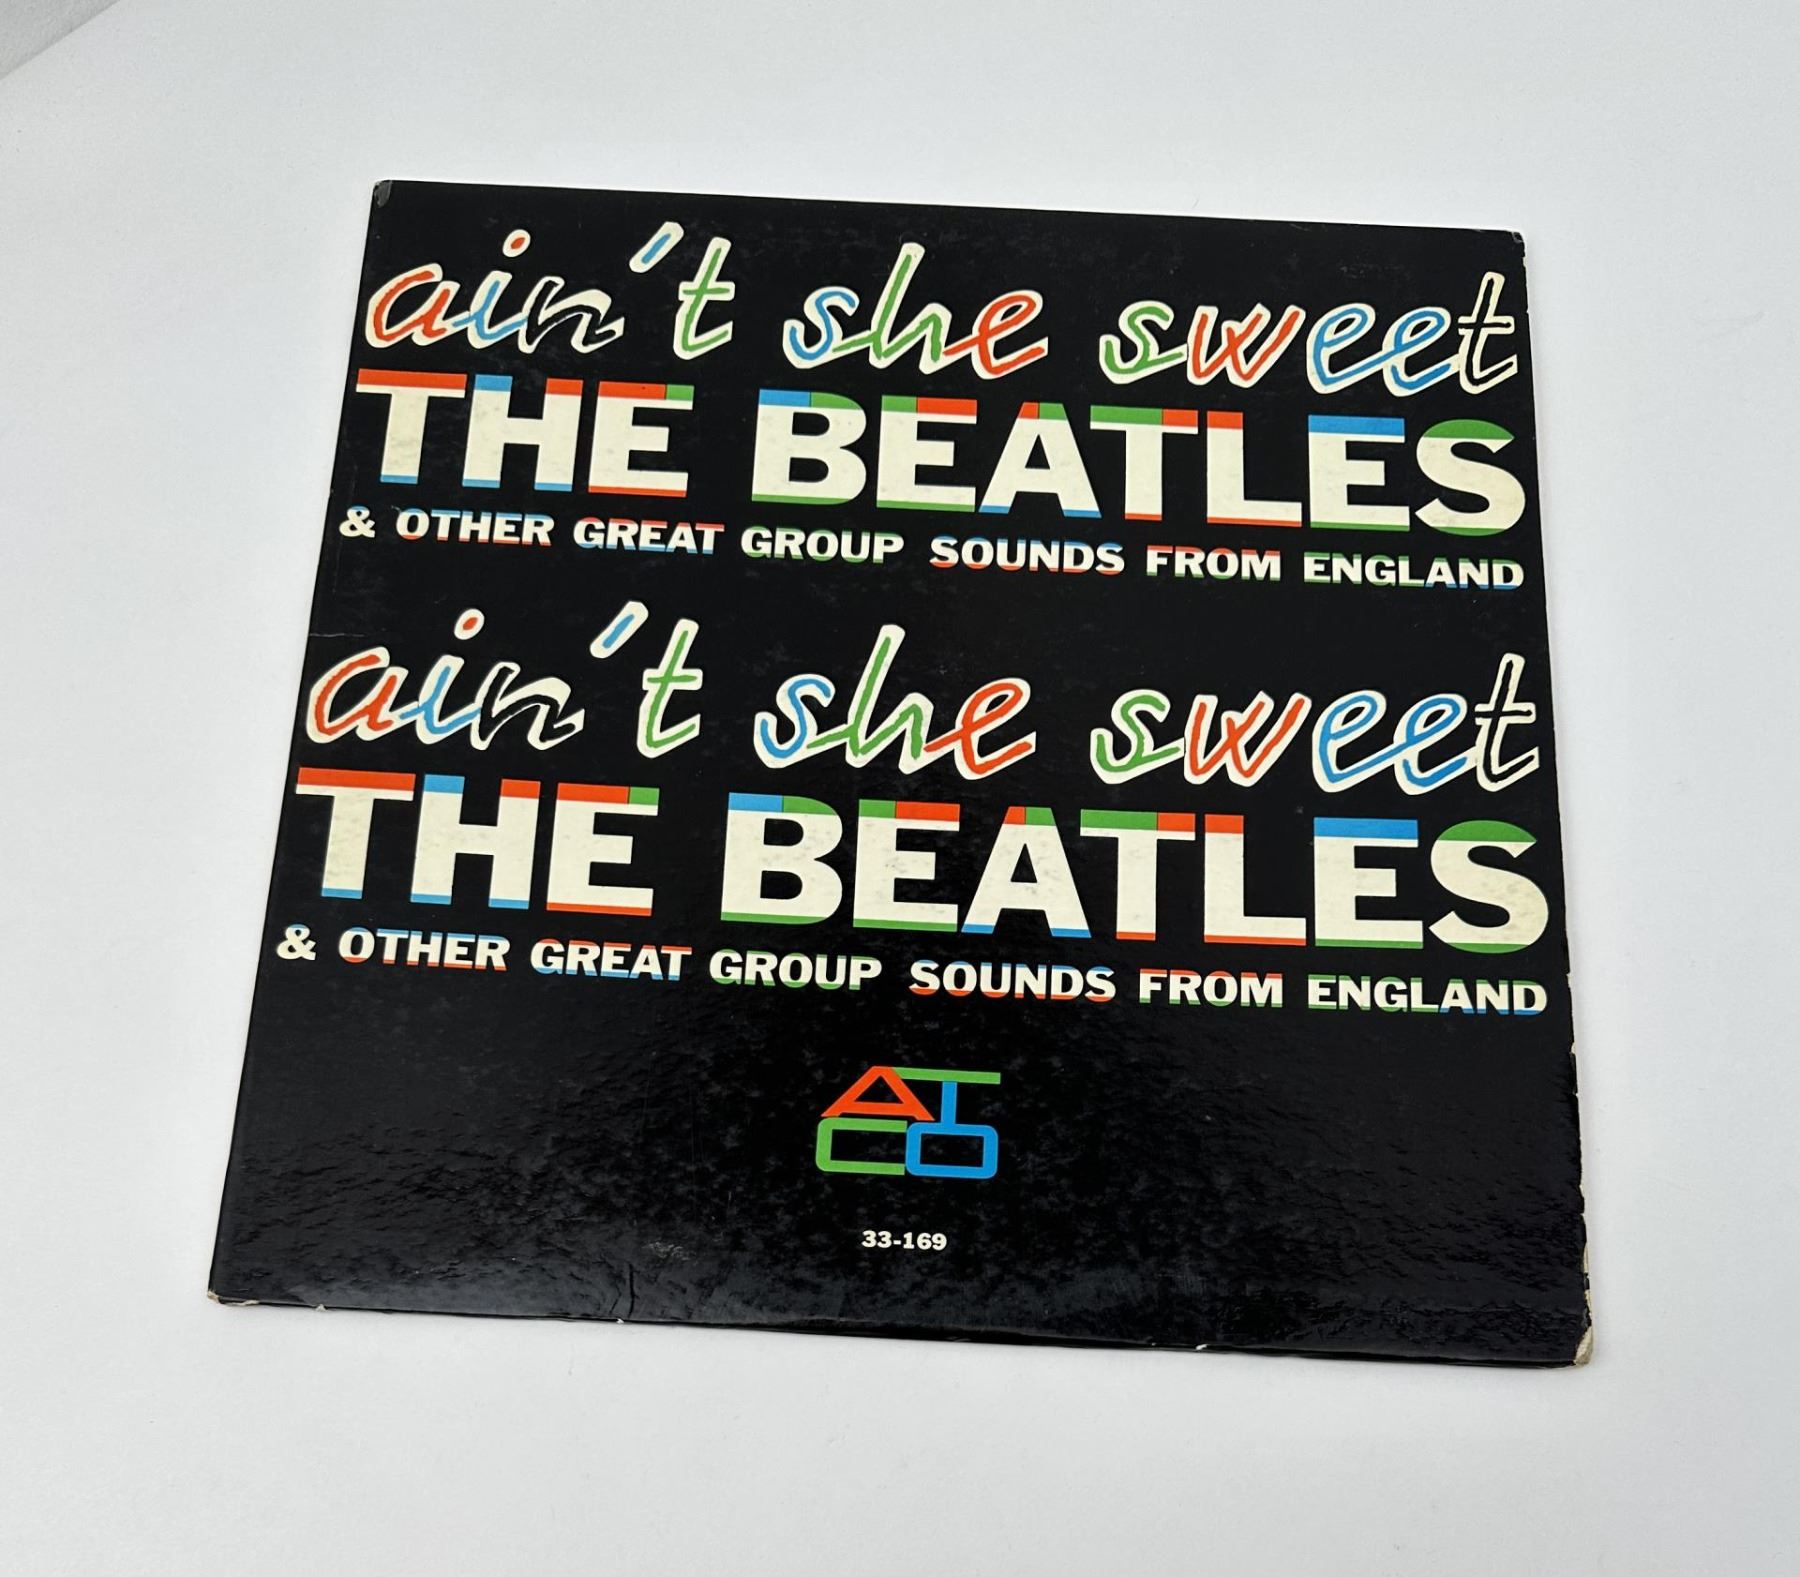 ain't she sweet
THE BEATLES
& OTHER GREAT GROUP SOUNDS FROM ENGLAND
ain't she sweet
THE BEATLES
& OTHER GREAT GROUP SOUNDS FROM ENGLAND
ATCO
33-169